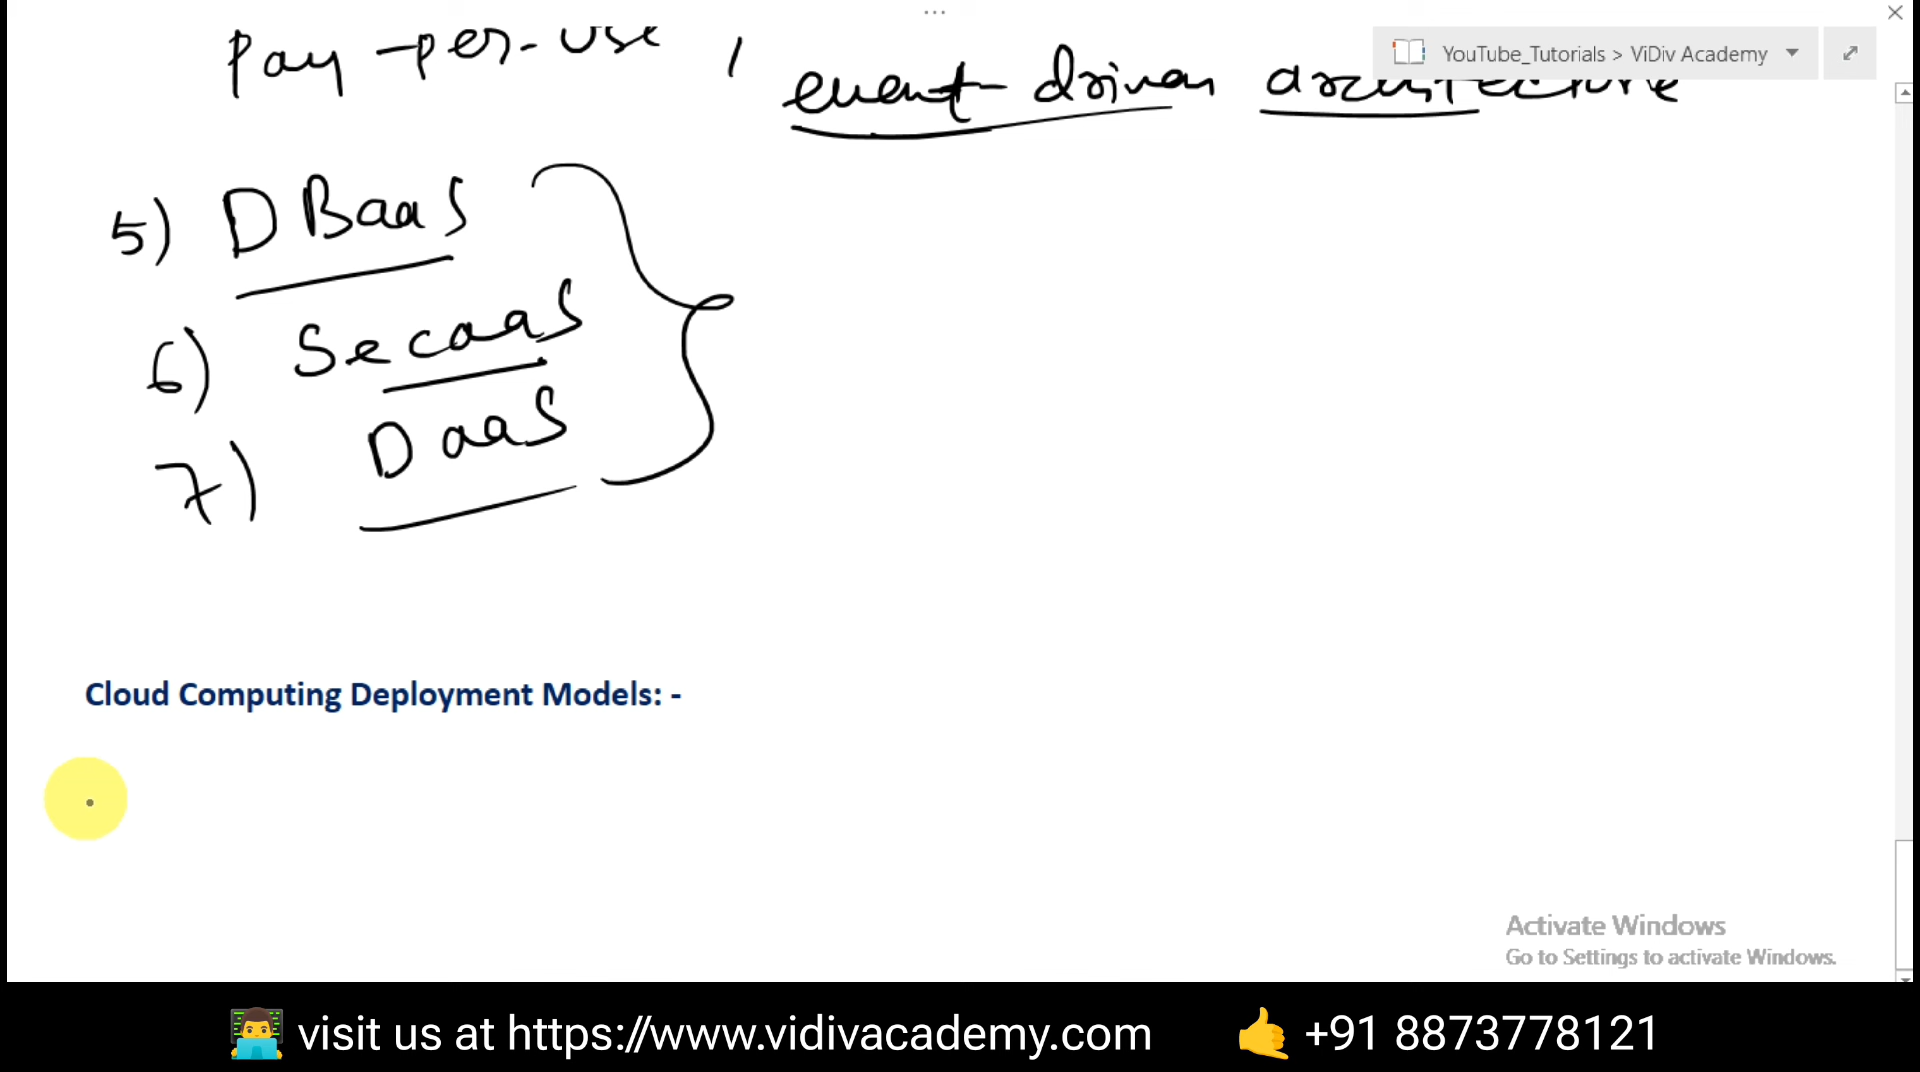 Pay-per-use, event driven architecture
YouTube_Tutorials > ViDiv Academy
5) DBaaS
6) SecaaS
7) DaaS
Cloud Computing Deployment Models: -
Activate Windows
Go to Settings to activate Windows.
visit us at https://www.vidivacademy.com +91 8873778121